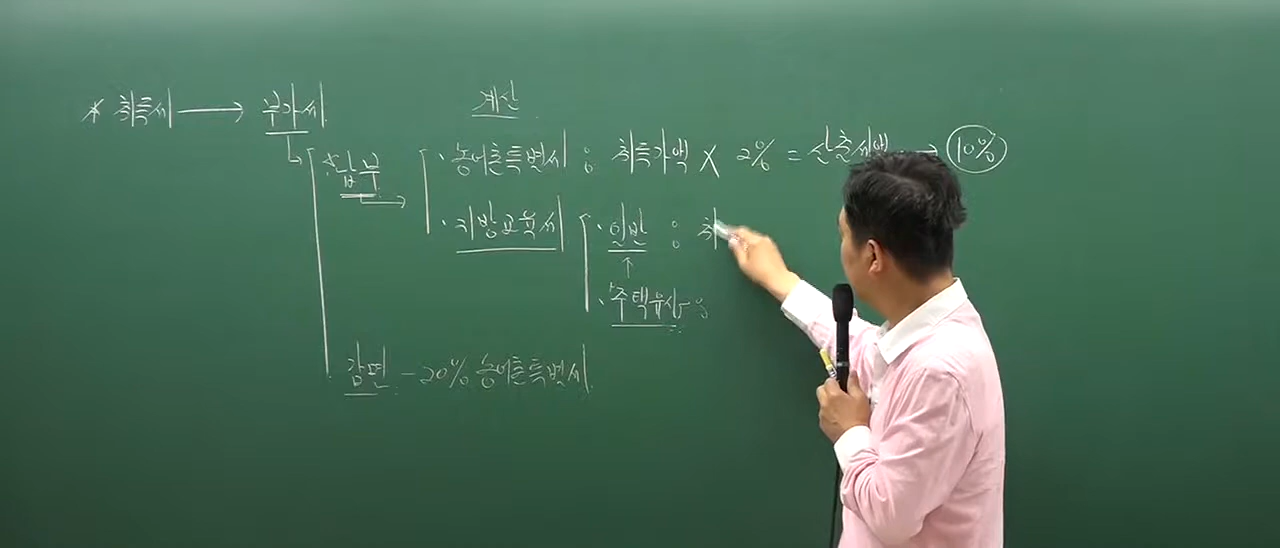 * 취득세 → 부가세
계산
납부
· 농어촌특별세 : 취득가액 X 2% = 산출세액 → 10%
· 지방교육세
· 일반 : 취
· 주택유상 :
감면 - 20% 농어촌특별세